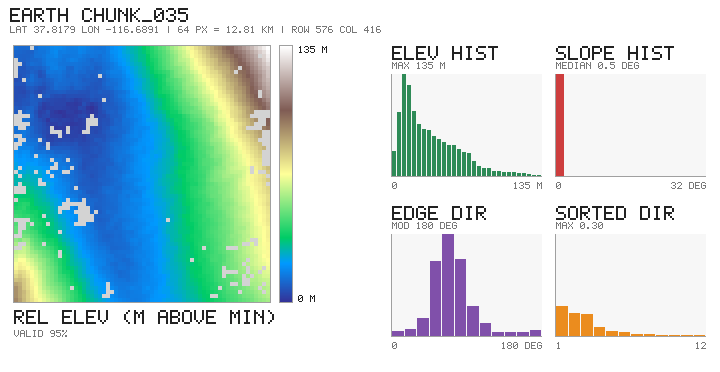 EARTH CHUNK_035
LAT 37.8179 LON -116.6891 | 64 PX = 12.81 KM | ROW 576 COL 416
135 M
0 M
REL ELEV (M ABOVE MIN)
VALID 95%
ELEV HIST
MAX 135 M
0 135 M
SLOPE HIST
MEDIAN 0.5 DEG
0 32 DEG
EDGE DIR
MOD 180 DEG
0 180 DEG
SORTED DIR
MAX 0.30
1 12